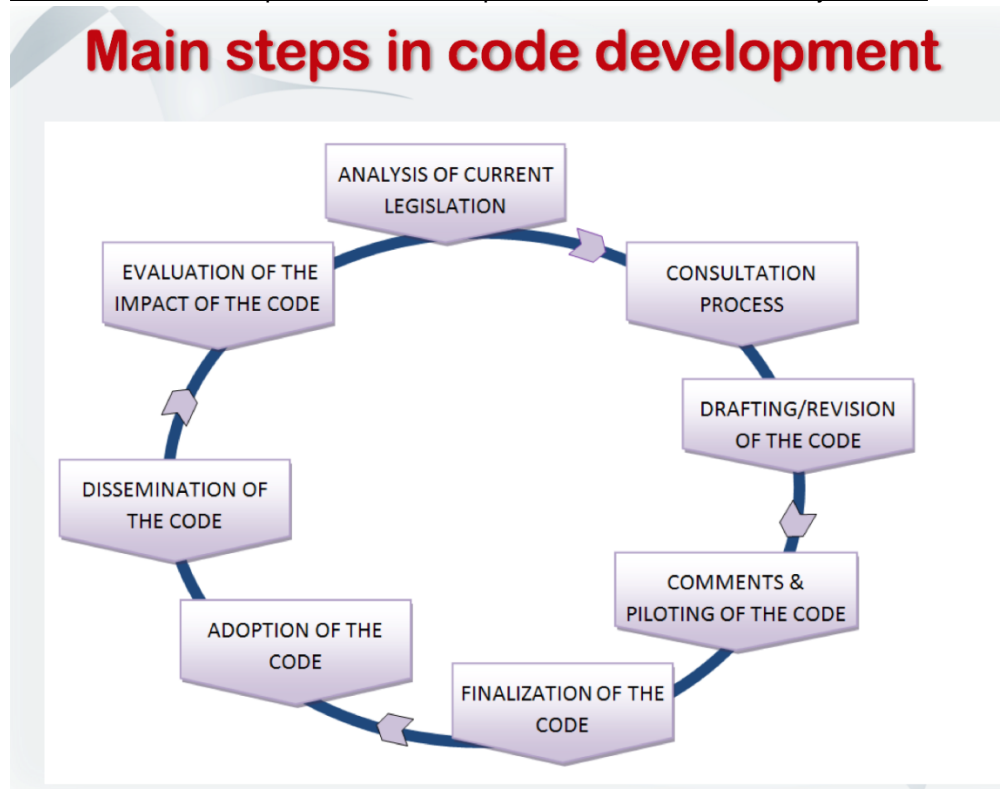 Main steps in code development
ANALYSIS OF CURRENT
LEGISLATION
CONSULTATION
PROCESS
DRAFTING/REVISION
OF THE CODE
COMMENTS &
PILOTING OF THE CODE
FINALIZATION OF THE
CODE
ADOPTION OF THE
CODE
DISSEMINATION OF
THE CODE
EVALUATION OF THE
IMPACT OF THE CODE